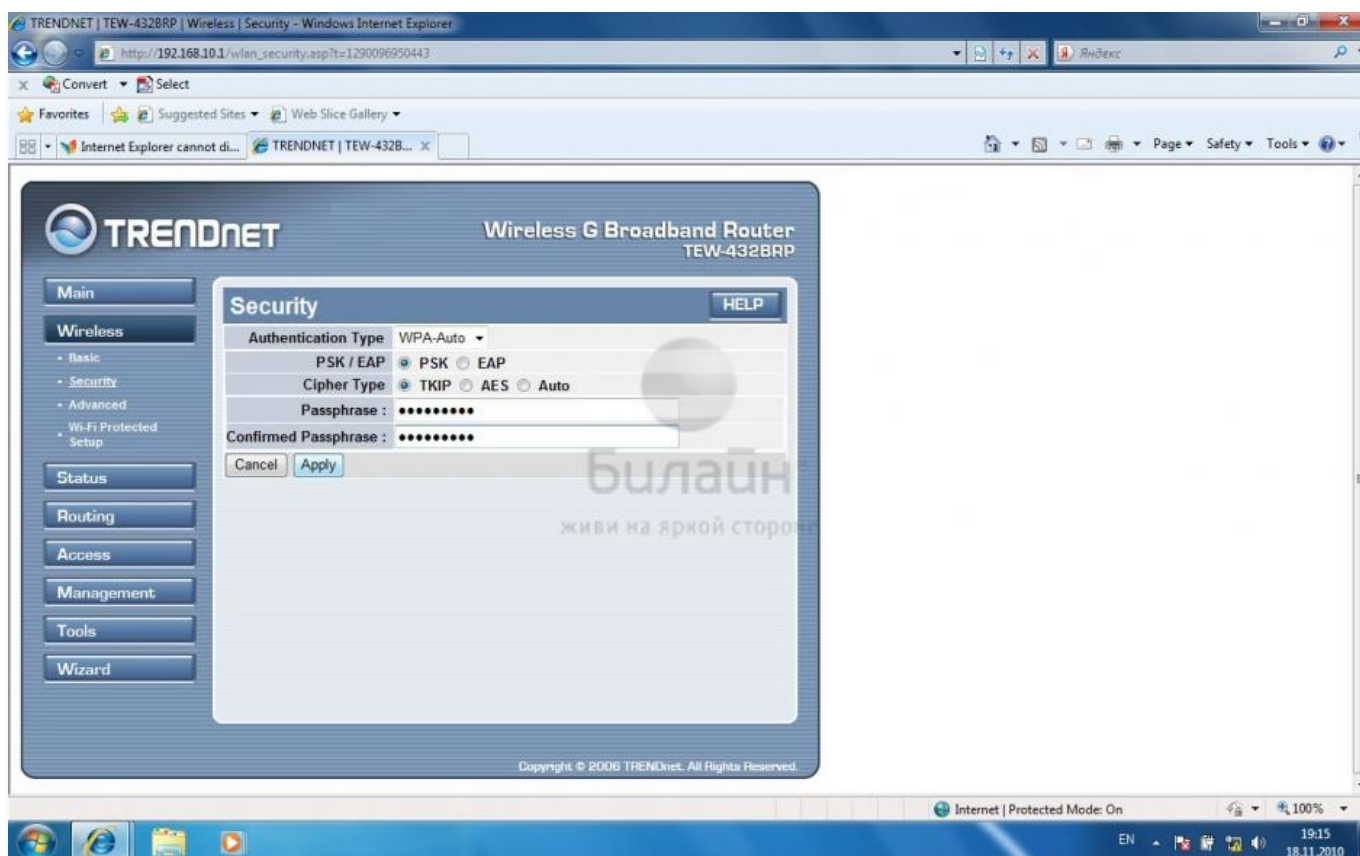 TRENDNET | TEW-432BRP | Wireless | Security - Windows Internet Explorer
http://192.168.10.1/wlan_security.asp?t=1290096950443
Яндекс
x Convert Select
Favorites Suggested Sites Web Slice Gallery
Internet Explorer cannot di... TRENDNET | TEW-432B... X
Page Safety Tools
TRENDNET
Wireless G Broadband Router
TEW-432BRP
Main
Wireless
Basic
Security
Advanced
Wi-Fi Protected
Setup
Status
Routing
Access
Management
Tools
Wizard
Security HELP
Authentication Type WPA-Auto
PSK / EAP PSK EAP
Cipher Type TKIP AES Auto
Passphrase : •••••••••
Confirmed Passphrase : •••••••••
Cancel Apply
Билайн
живи на яркой стороне
Copyright © 2006 TRENDnet. All Rights Reserved.
Internet | Protected Mode: On 100%
EN 19:15
18.11.2010